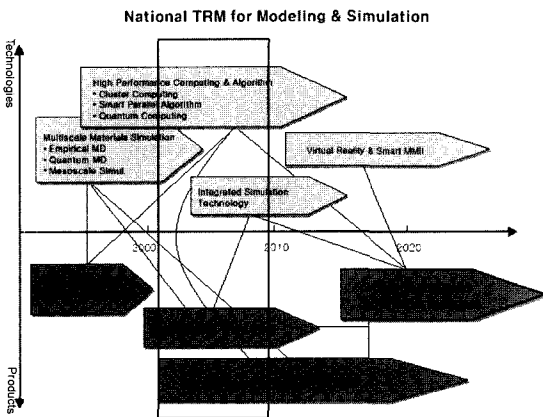 National TRM for Modeling & Simulation
Technologies
High Performance Computing & Algorithm
• Cluster Computing
• Smart Parallel Algorithm
• Quantum Computing
Multiscale Materials Simulation
• Empirical MD
• Quantum MD
• Mesoscale Simul.
Virtual Reality & Smart MMI
Integrated Simulation
Technology
2000
2010
2020
Products